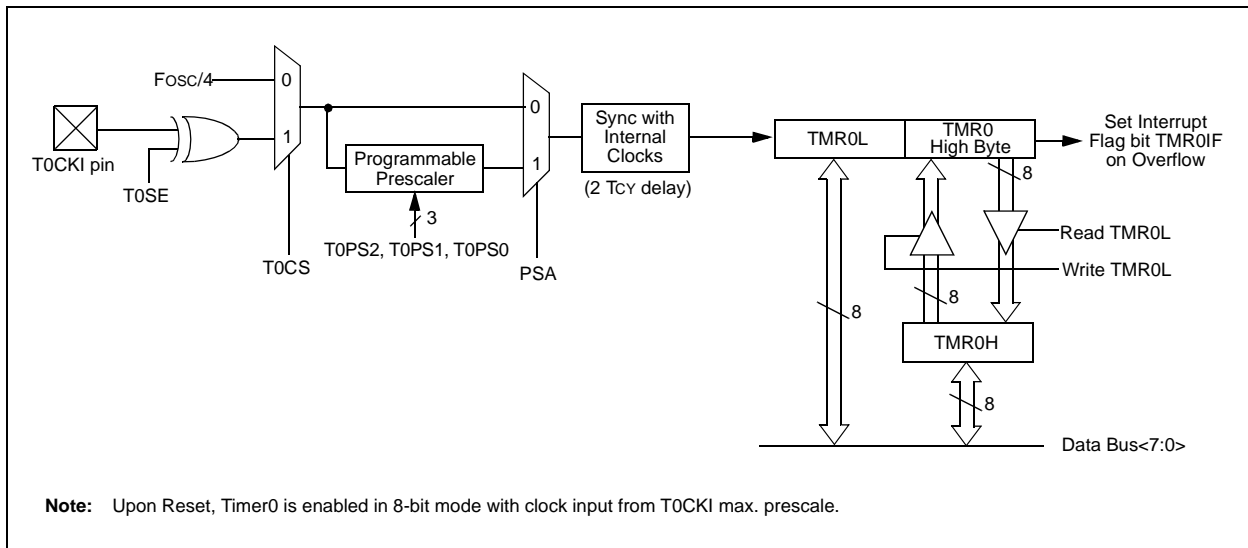 FOSC/4
0
1
T0CKI pin
T0SE
T0CS
Programmable
Prescaler
3
T0PS2, T0PS1, T0PS0
0
1
PSA
Sync with
Internal
Clocks
(2 TCY delay)
TMR0L
TMR0
High Byte
Set Interrupt
Flag bit TMR0IF
on Overflow
8
Read TMR0L
Write TMR0L
8
8
TMR0H
8
Data Bus<7:0>
Note: Upon Reset, Timer0 is enabled in 8-bit mode with clock input from T0CKI max. prescale.